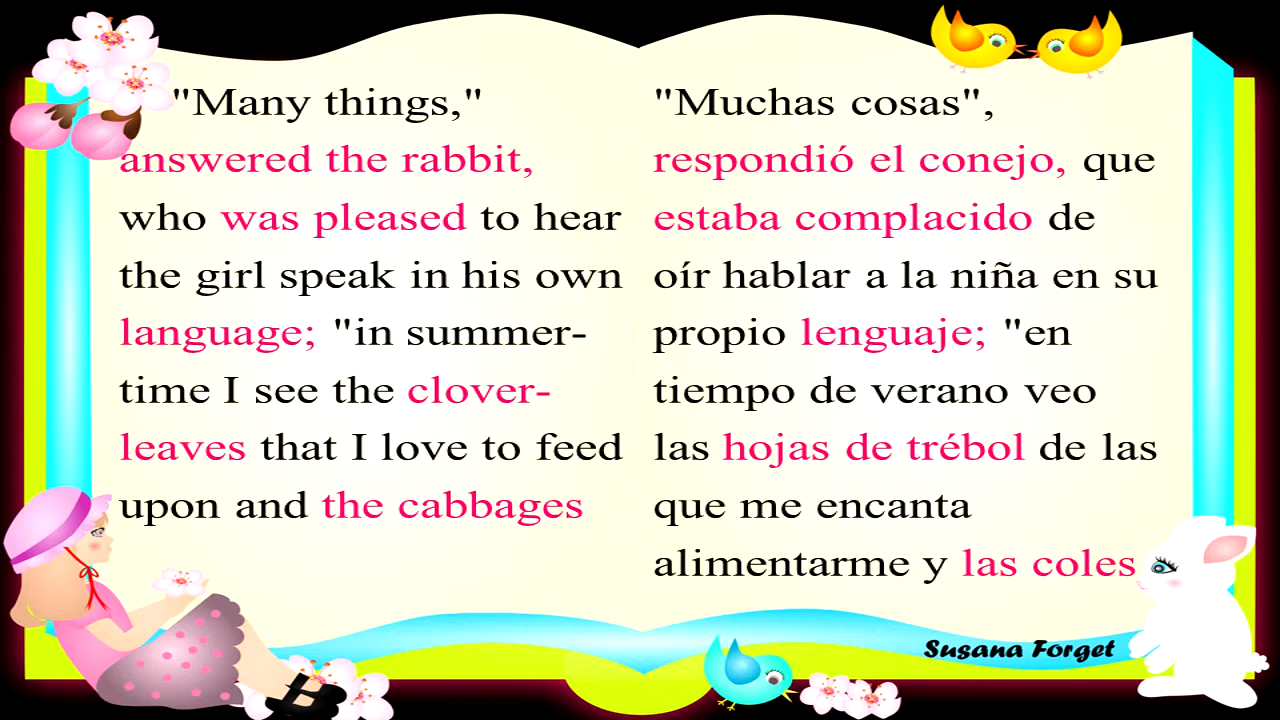 "Many things,"
answered the rabbit,
who was pleased to hear
the girl speak in his own
language; "in summer-
time I see the clover-
leaves that I love to feed
upon and the cabbages
"Muchas cosas",
respondió el conejo, que
estaba complacido de
oír hablar a la niña en su
propio lenguaje; "en
tiempo de verano veo
las hojas de trébol de las
que me encanta
alimentarme y las coles
Susana Forget